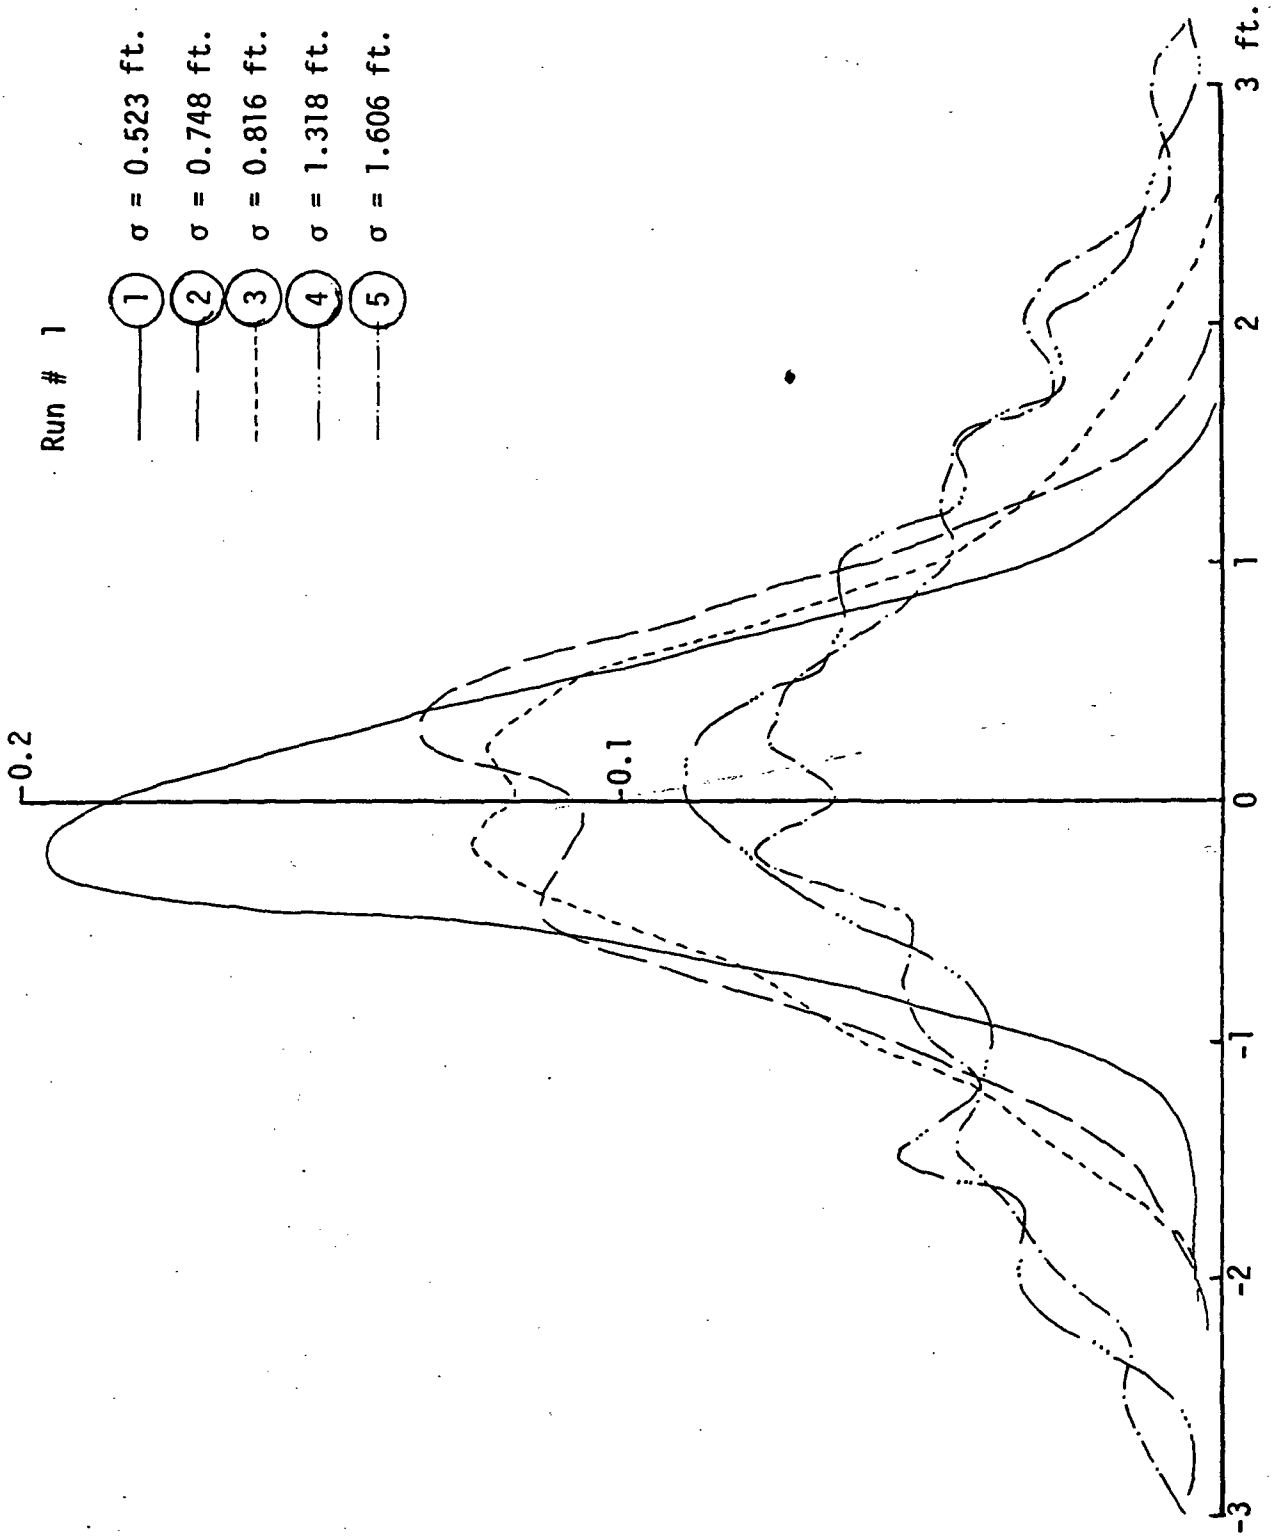 Run # 1
1 σ = 0.523 ft.
2 σ = 0.748 ft.
3 σ = 0.816 ft.
4 σ = 1.318 ft.
5 σ = 1.606 ft.
0.2
0.1
-3 -2 -1 0 1 2 3 ft.